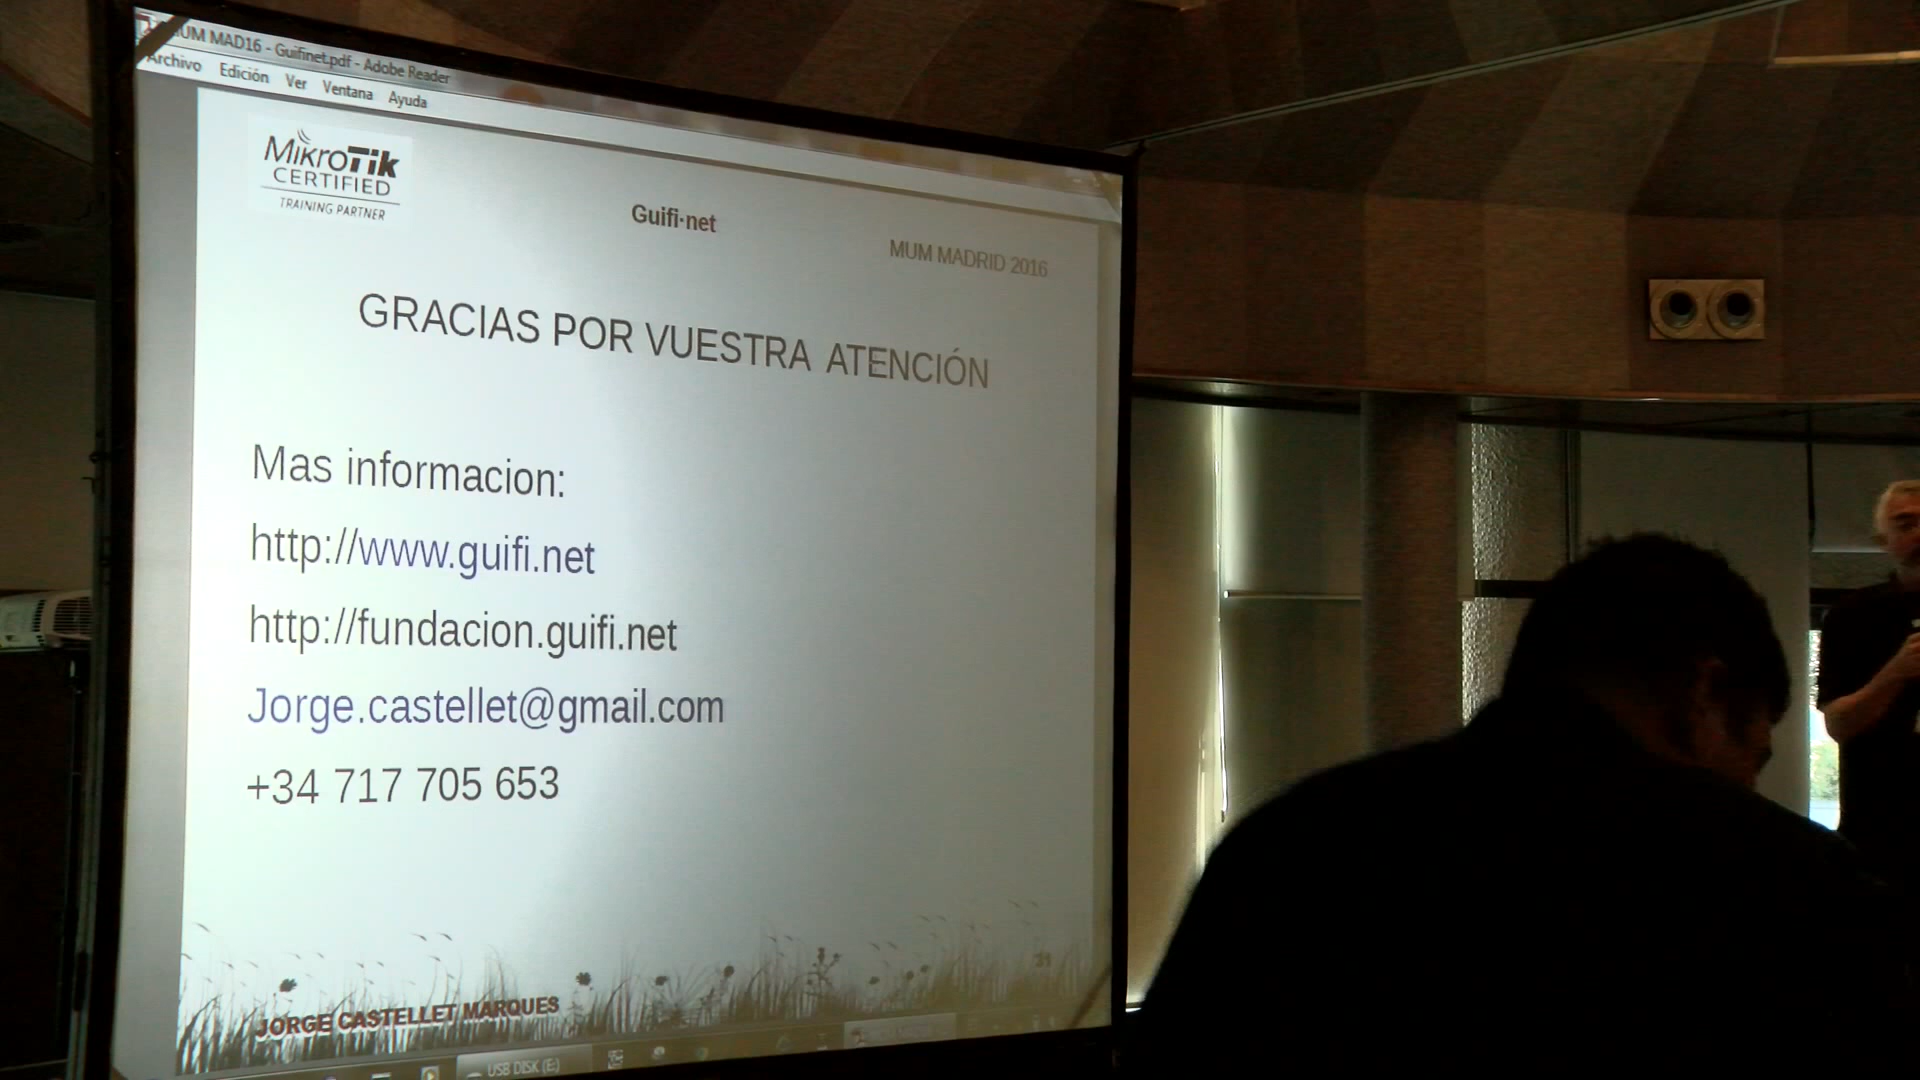 MUM MAD16 - Guifinet.pdf - Adobe Reader
Archivo Edición Ver Ventana Ayuda
MikroTik
CERTIFIED
TRAINING PARTNER
Guifi·net
MUM MADRID 2016
GRACIAS POR VUESTRA ATENCIÓN
Mas informacion:
http://www.guifi.net
http://fundacion.guifi.net
Jorge.castellet@gmail.com
+34 717 705 653
31
JORGE CASTELLET MARQUES
USB DISK (E:)